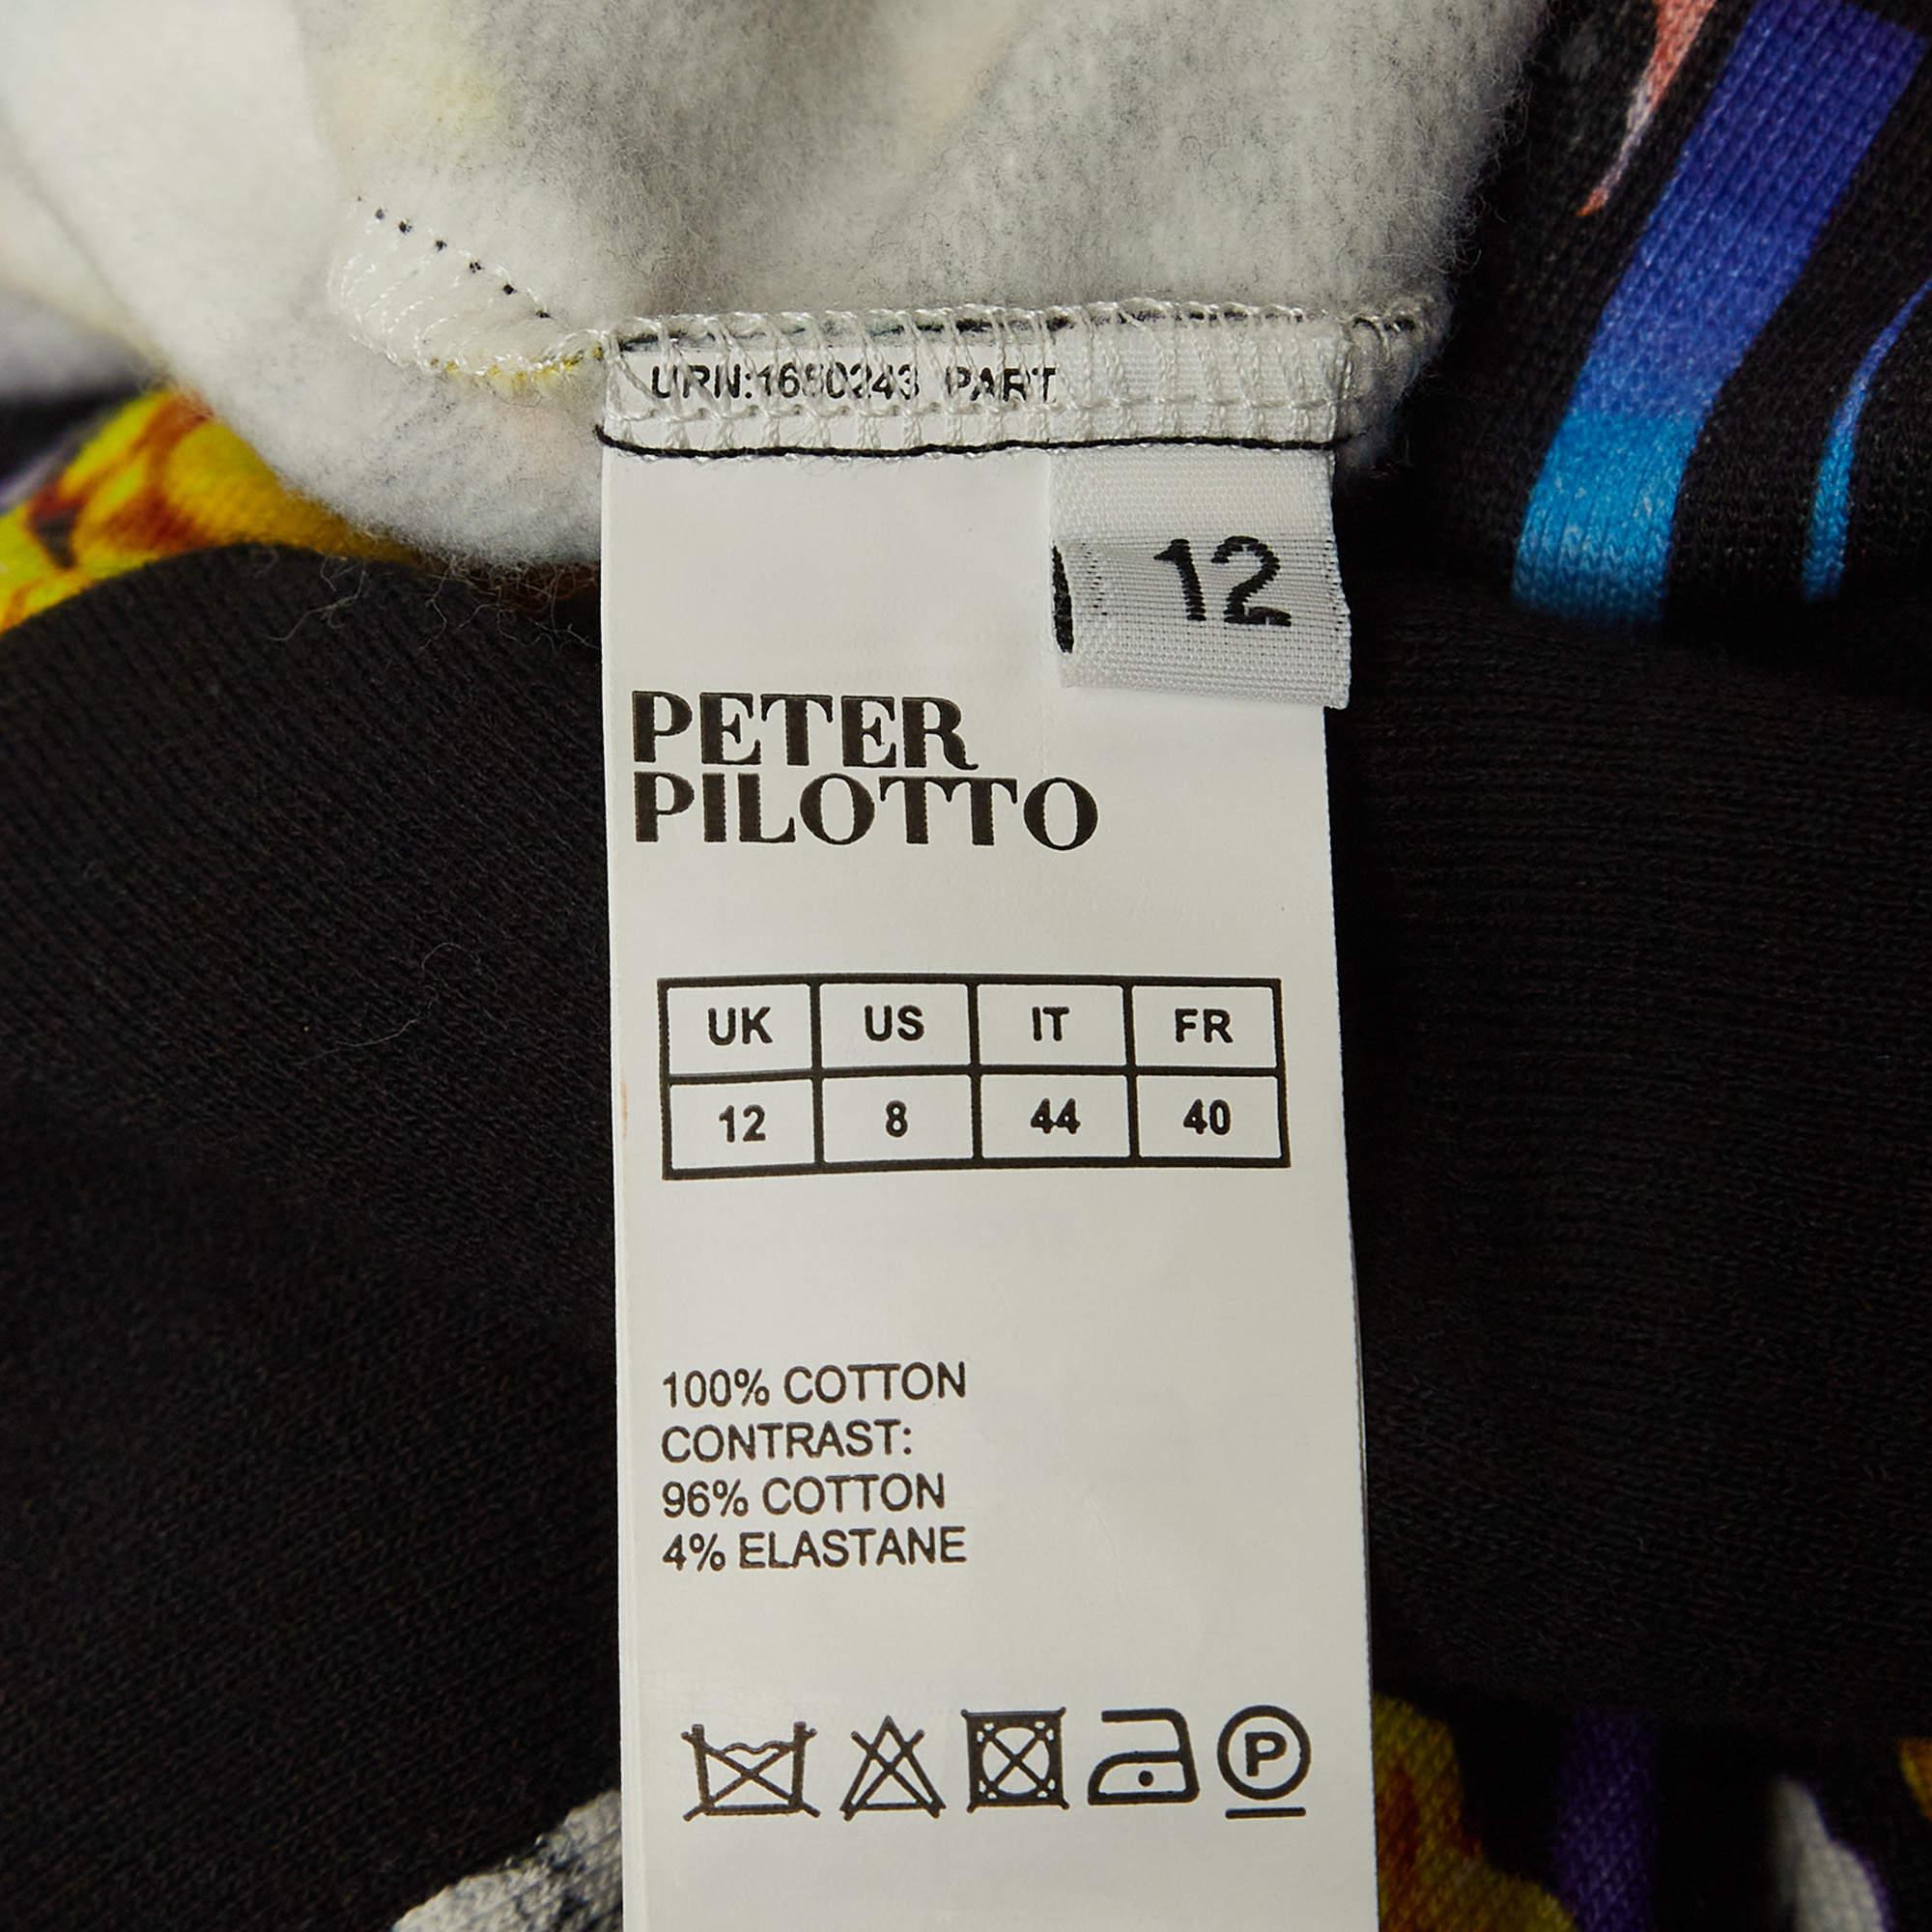 URN:1650243 PART
12
PETER
PILOTTO
UK US IT FR
12 8 44 40
100% COTTON
CONTRAST:
96% COTTON
4% ELASTANE
P